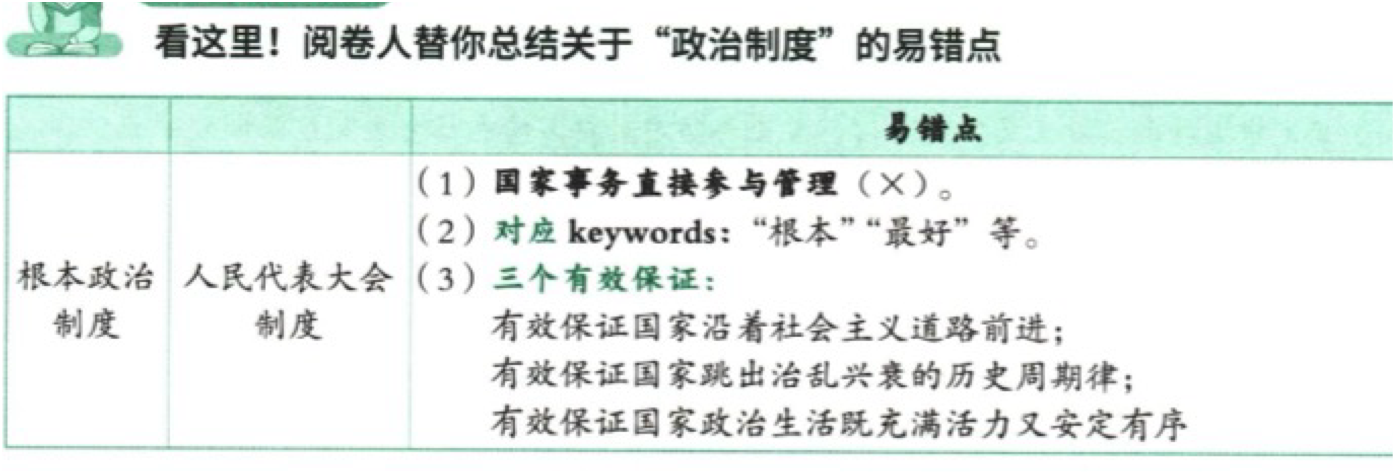 看这里！阅卷人替你总结关于“政治制度”的易错点
易错点
根本政治制度
人民代表大会制度
（1）国家事务直接参与管理（×）。
（2）对应 keywords：“根本”“最好”等。
（3）三个有效保证：
有效保证国家沿着社会主义道路前进；
有效保证国家跳出治乱兴衰的历史周期律；
有效保证国家政治生活既充满活力又安定有序